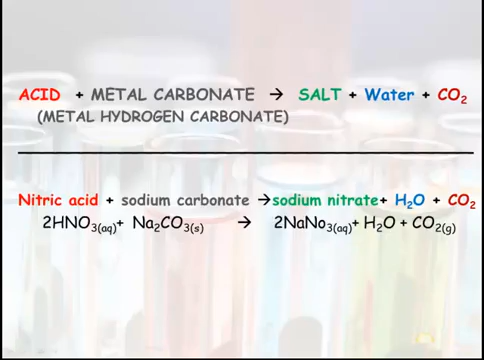 ACID + METAL CARBONATE → SALT + Water + CO₂
(METAL HYDROGEN CARBONATE)
Nitric acid + sodium carbonate →sodium nitrate+ H₂O + CO₂
2HNO₃₍aq₎+ Na₂CO₃₍s₎ → 2NaNo₃₍aq₎+ H₂O + CO₂₍g₎